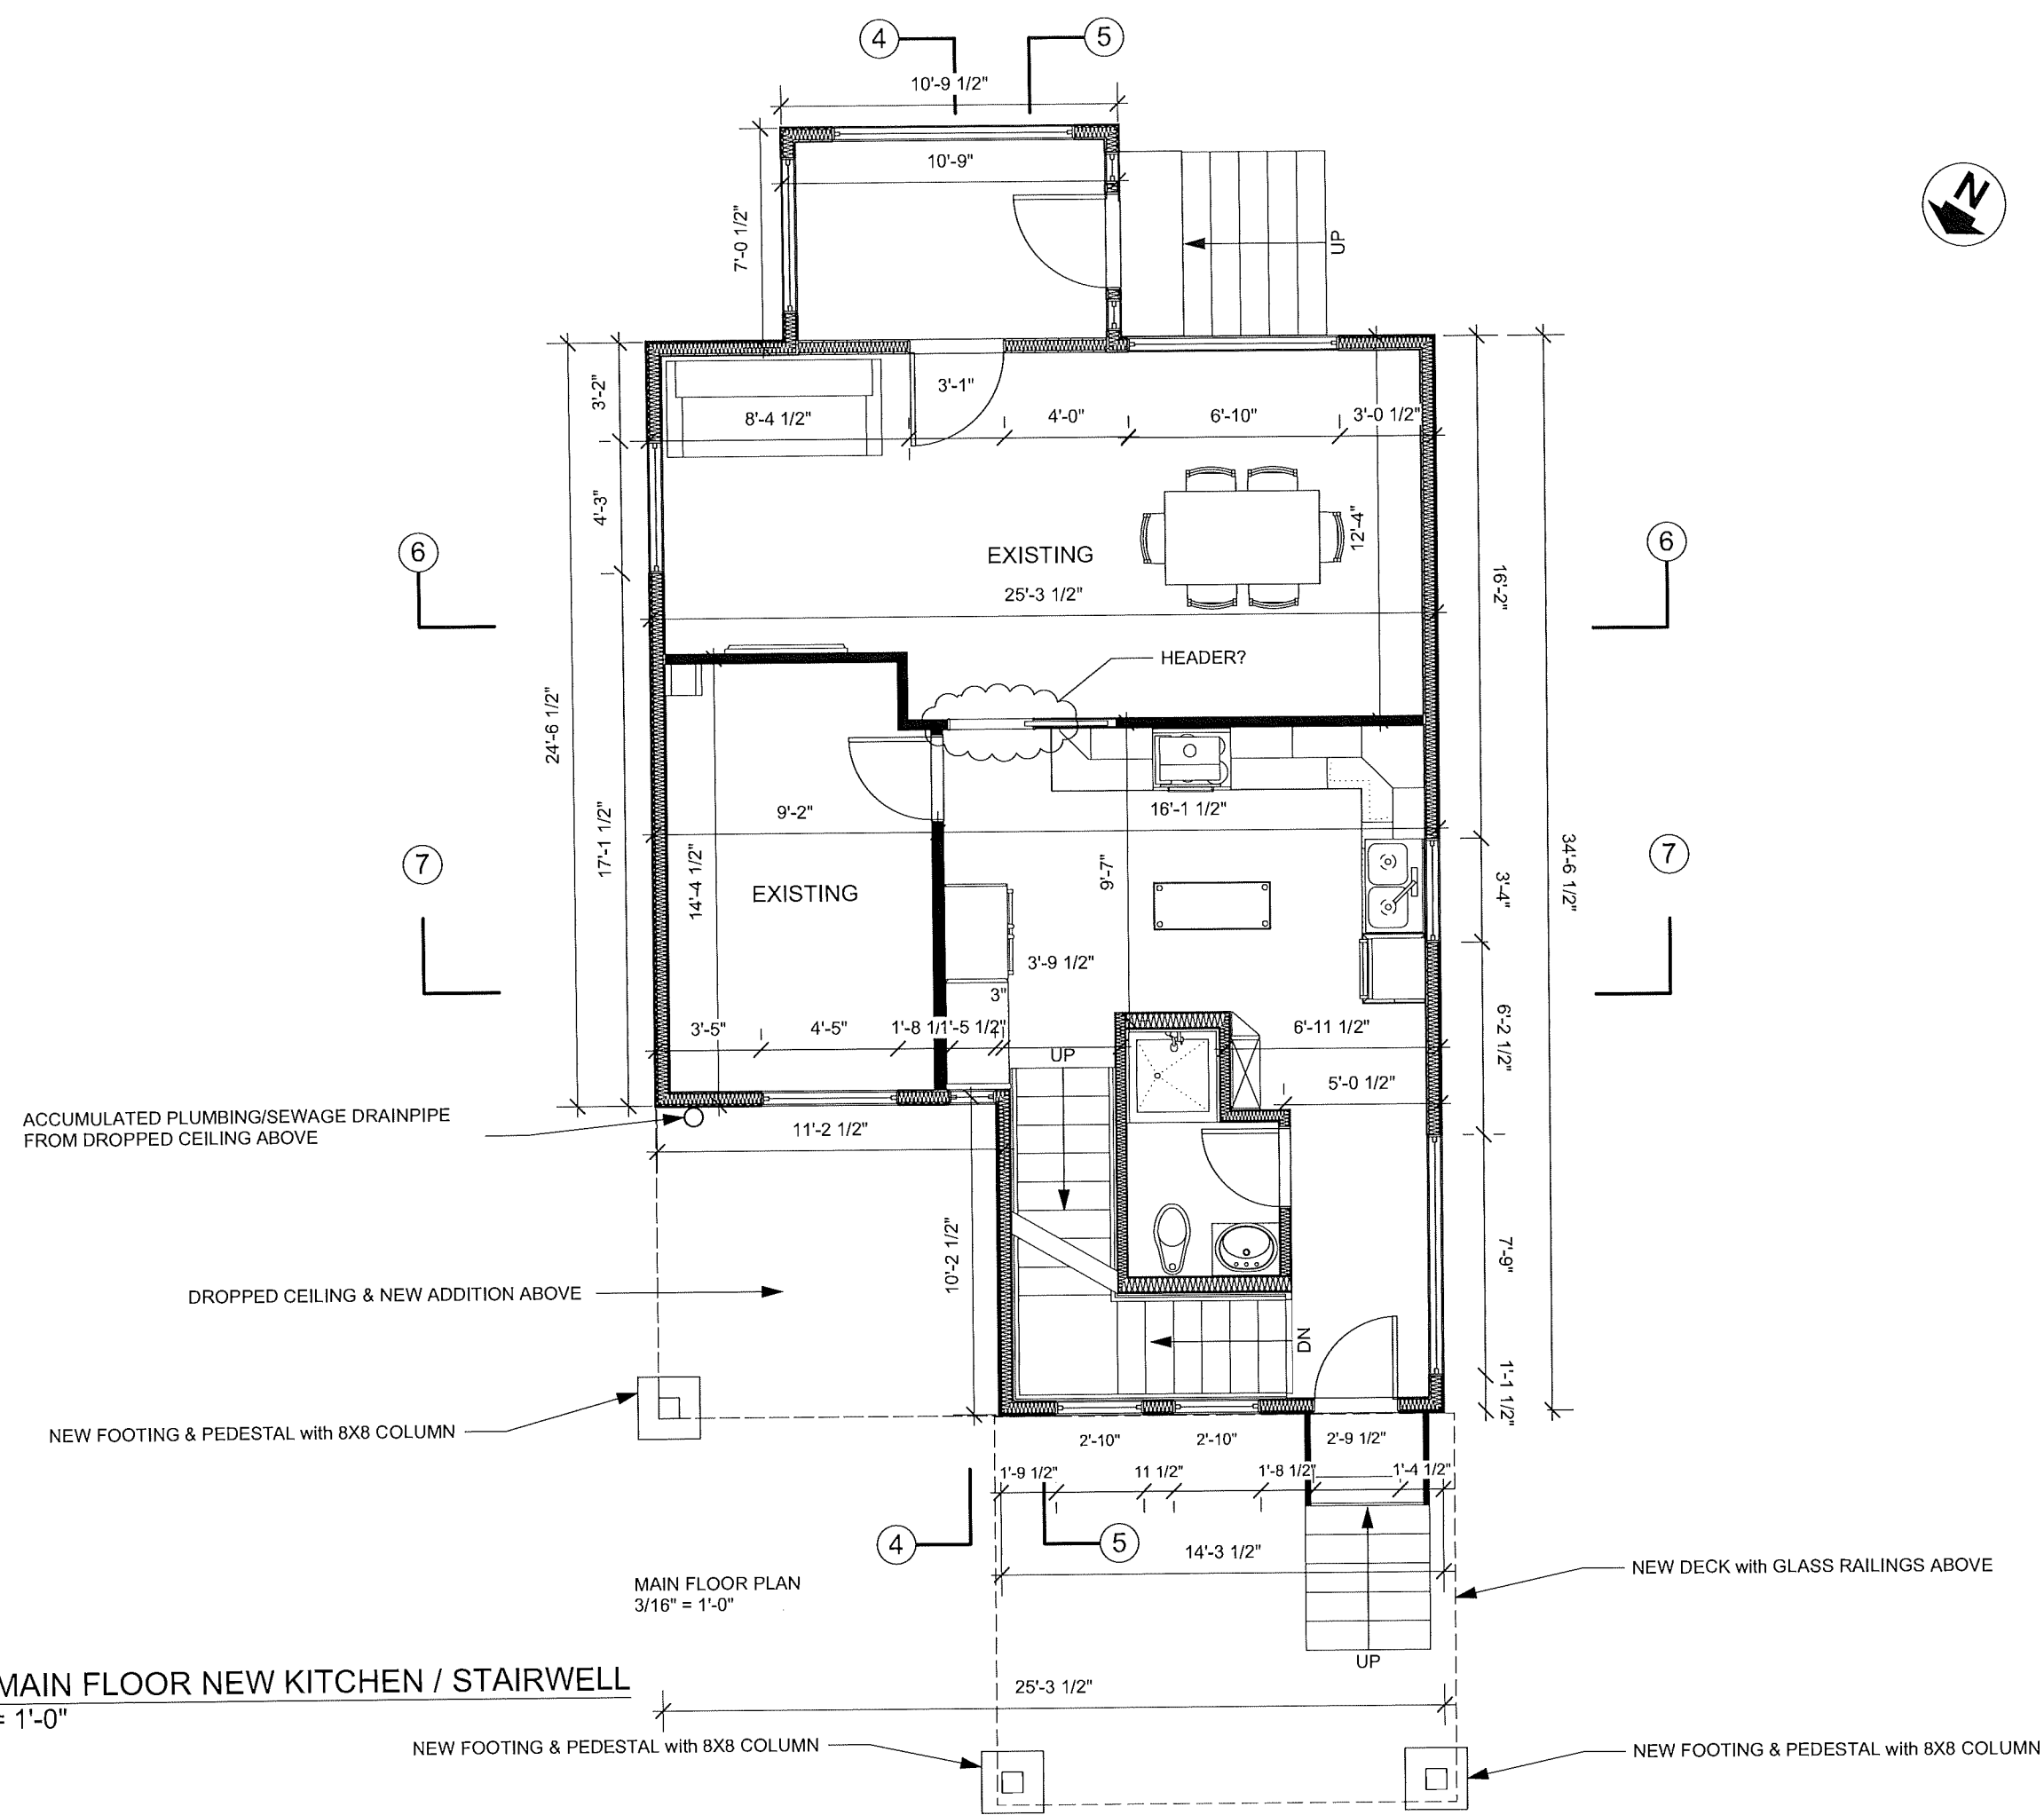 4
5
10'-9 1/2"
N
10'-9"
7'-0 1/2"
UP
3'-2"
3'-1"
8'-4 1/2"
4'-0"
6'-10"
3'-0 1/2"
4'-3"
12'-4"
6
6
EXISTING
16'-2"
25'-3 1/2"
HEADER?
24'-6 1/2"
9'-2"
16'-1 1/2"
17'-1 1/2"
14'-4 1/2"
9'-7"
34'-6 1/2"
7
7
EXISTING
3'-4"
3'-9 1/2"
3"
3'-5"
4'-5"
1'-8 1/
1'-5 1/2"
6'-11 1/2"
6'-2 1/2"
UP
5'-0 1/2"
ACCUMULATED PLUMBING/SEWAGE DRAINPIPE
FROM DROPPED CEILING ABOVE
11'-2 1/2"
10'-2 1/2"
7'-9"
DROPPED CEILING & NEW ADDITION ABOVE
DN
1'-1 1/2"
NEW FOOTING & PEDESTAL with 8X8 COLUMN
2'-10"
2'-10"
2'-9 1/2"
1'-9 1/2"
11 1/2"
1'-8 1/2"
1'-4 1/2"
4
5
14'-3 1/2"
NEW DECK with GLASS RAILINGS ABOVE
MAIN FLOOR PLAN
3/16" = 1'-0"
UP
MAIN FLOOR NEW KITCHEN / STAIRWELL
= 1'-0"
25'-3 1/2"
NEW FOOTING & PEDESTAL with 8X8 COLUMN
NEW FOOTING & PEDESTAL with 8X8 COLUMN